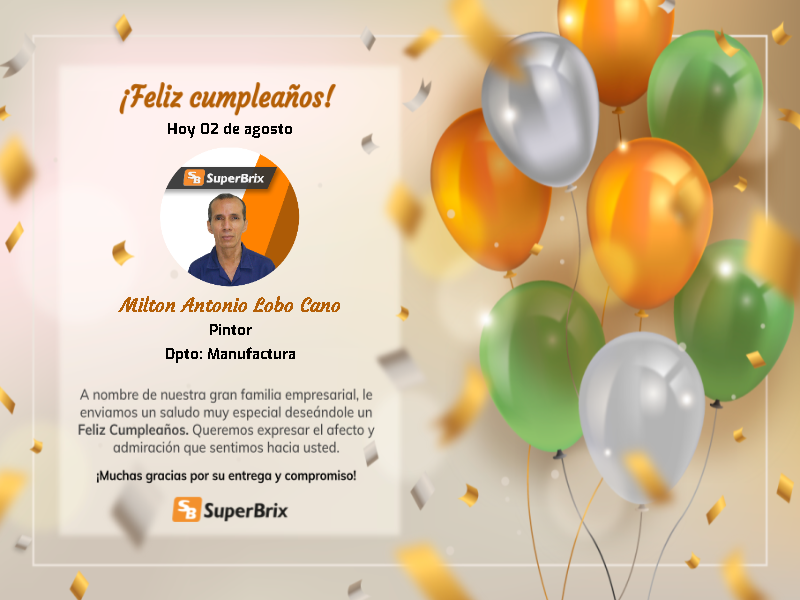 ¡Feliz cumpleaños!
Hoy 02 de agosto
SB SuperBrix
Milton Antonio Lobo Cano
Pintor
Dpto: Manufactura
A nombre de nuestra gran familia empresarial, le
enviamos un saludo muy especial deseándole un
Feliz Cumpleaños. Queremos expresar el afecto y
admiración que sentimos hacia usted.
¡Muchas gracias por su entrega y compromiso!
SB SuperBrix